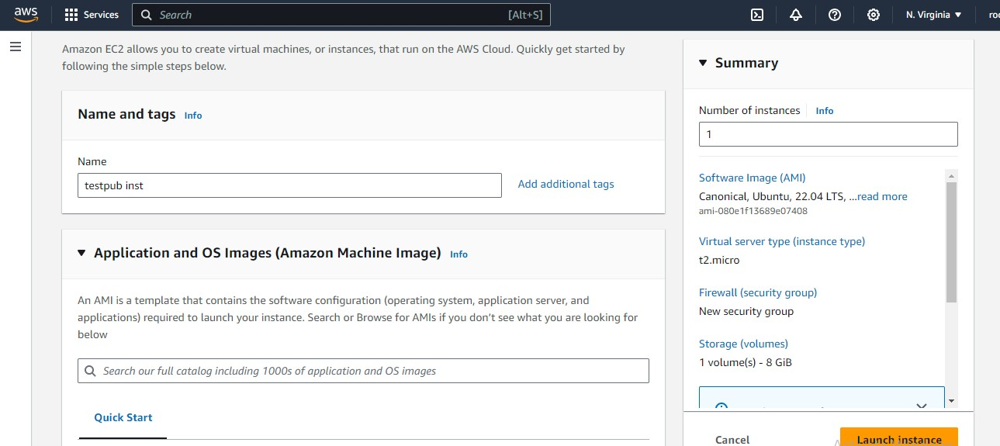 aws
Services
Search [Alt+S]
N. Virginia
Amazon EC2 allows you to create virtual machines, or instances, that run on the AWS Cloud. Quickly get started by
following the simple steps below.
Name and tags Info
Name
testpub inst
Add additional tags
Application and OS Images (Amazon Machine Image) Info
An AMI is a template that contains the software configuration (operating system, application server, and
applications) required to launch your instance. Search or Browse for AMIs if you don’t see what you are looking for
below
Search our full catalog including 1000s of application and OS images
Quick Start
Summary
Number of instances Info
1
Software Image (AMI)
Canonical, Ubuntu, 22.04 LTS, ...read more
ami-080e1f13689e07408
Virtual server type (instance type)
t2.micro
Firewall (security group)
New security group
Storage (volumes)
1 volume(s) - 8 GiB
Cancel
Launch instance